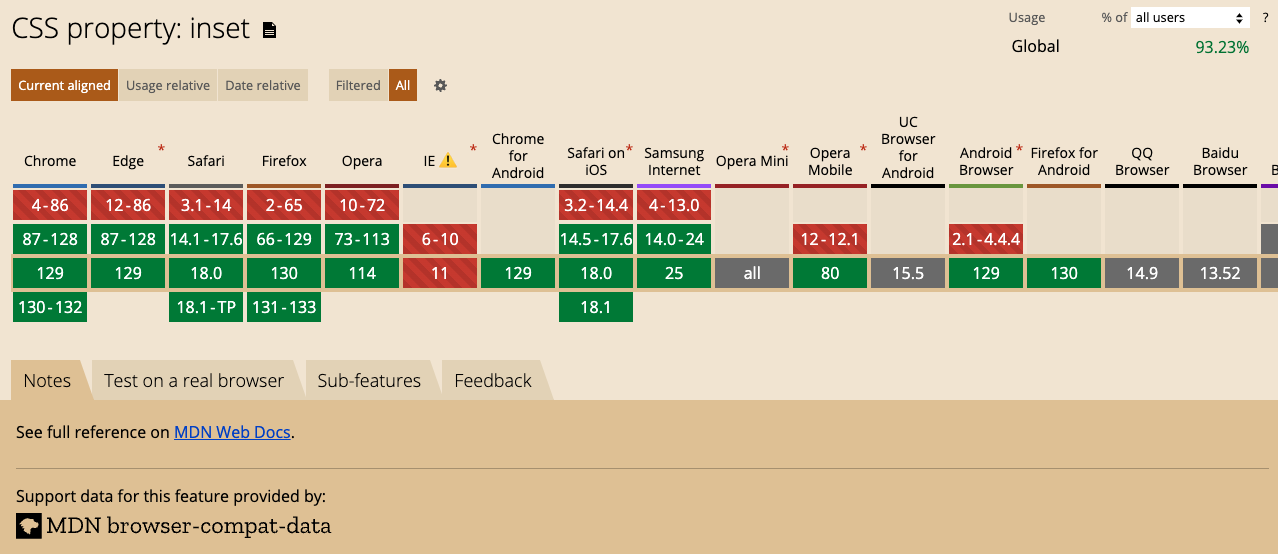 CSS property: inset
Usage % of all users ?
Global 93.23%
Current aligned Usage relative Date relative Filtered All
Chrome Edge * Safari Firefox Opera IE * Chrome for Android Safari on iOS * Samsung Internet Opera Mini * Opera Mobile * UC Browser for Android Android Browser * Firefox for Android QQ Browser Baidu Browser
4-86 12-86 3.1-14 2-65 10-72 3.2-14.4 4-13.0
87-128 87-128 14.1-17.6 66-129 73-113 6-10 14.5-17.6 14.0-24 12-12.1 2.1-4.4.4
129 129 18.0 130 114 11 129 18.0 25 all 80 15.5 129 130 14.9 13.52
130-132 18.1-TP 131-133 18.1
Notes Test on a real browser Sub-features Feedback
See full reference on MDN Web Docs.
Support data for this feature provided by:
MDN browser-compat-data